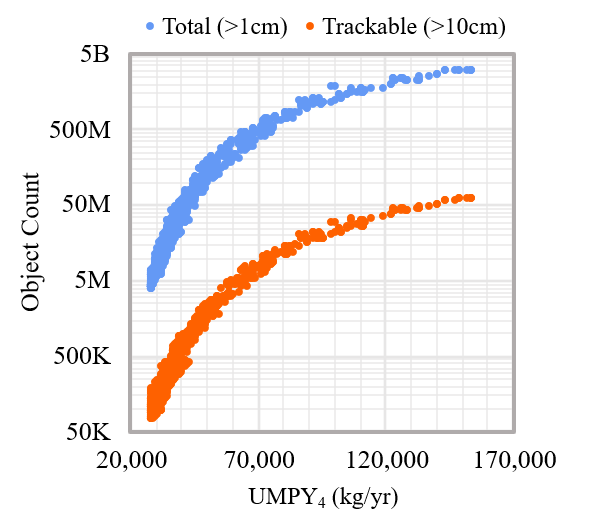 Total (>1cm) Trackable (>10cm)
5B
500M
50M
5M
500K
50K
Object Count
20,000 70,000 120,000 170,000
UMPY₄ (kg/yr)